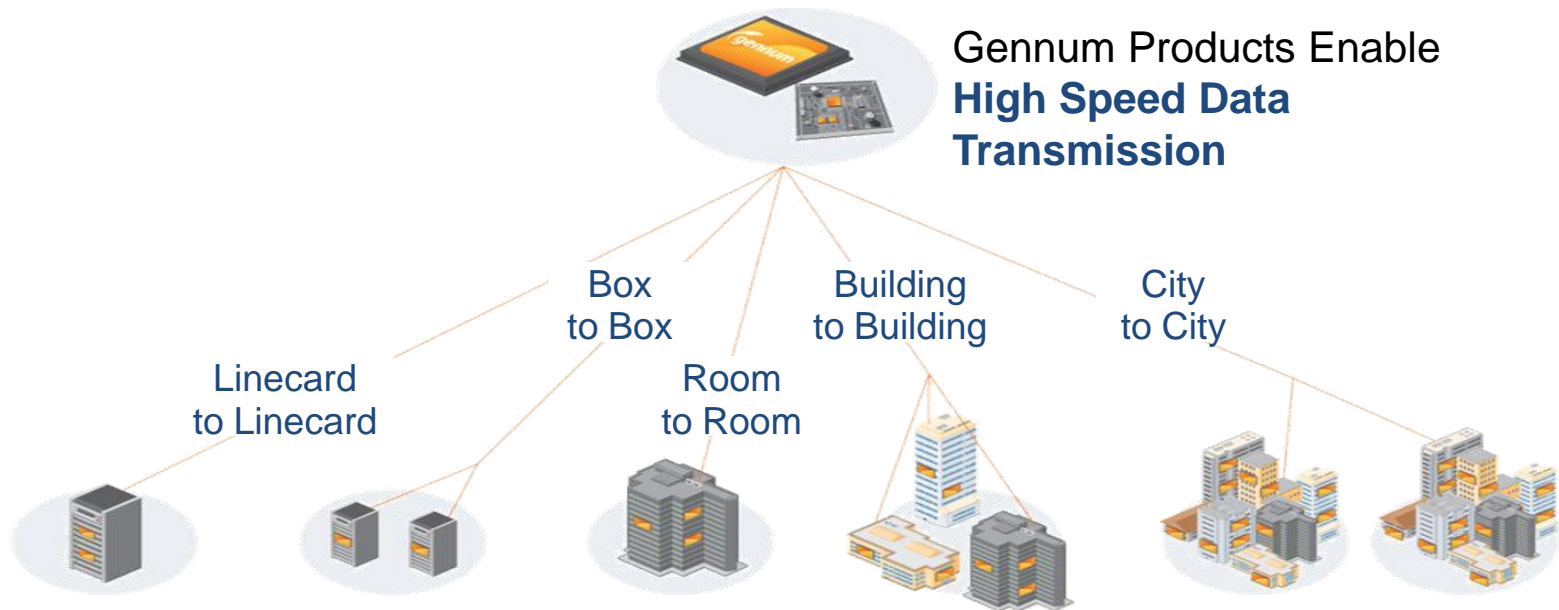 gennum
Gennum Products Enable
High Speed Data
Transmission
Box
to Box
Building
to Building
City
to City
Linecard
to Linecard
Room
to Room